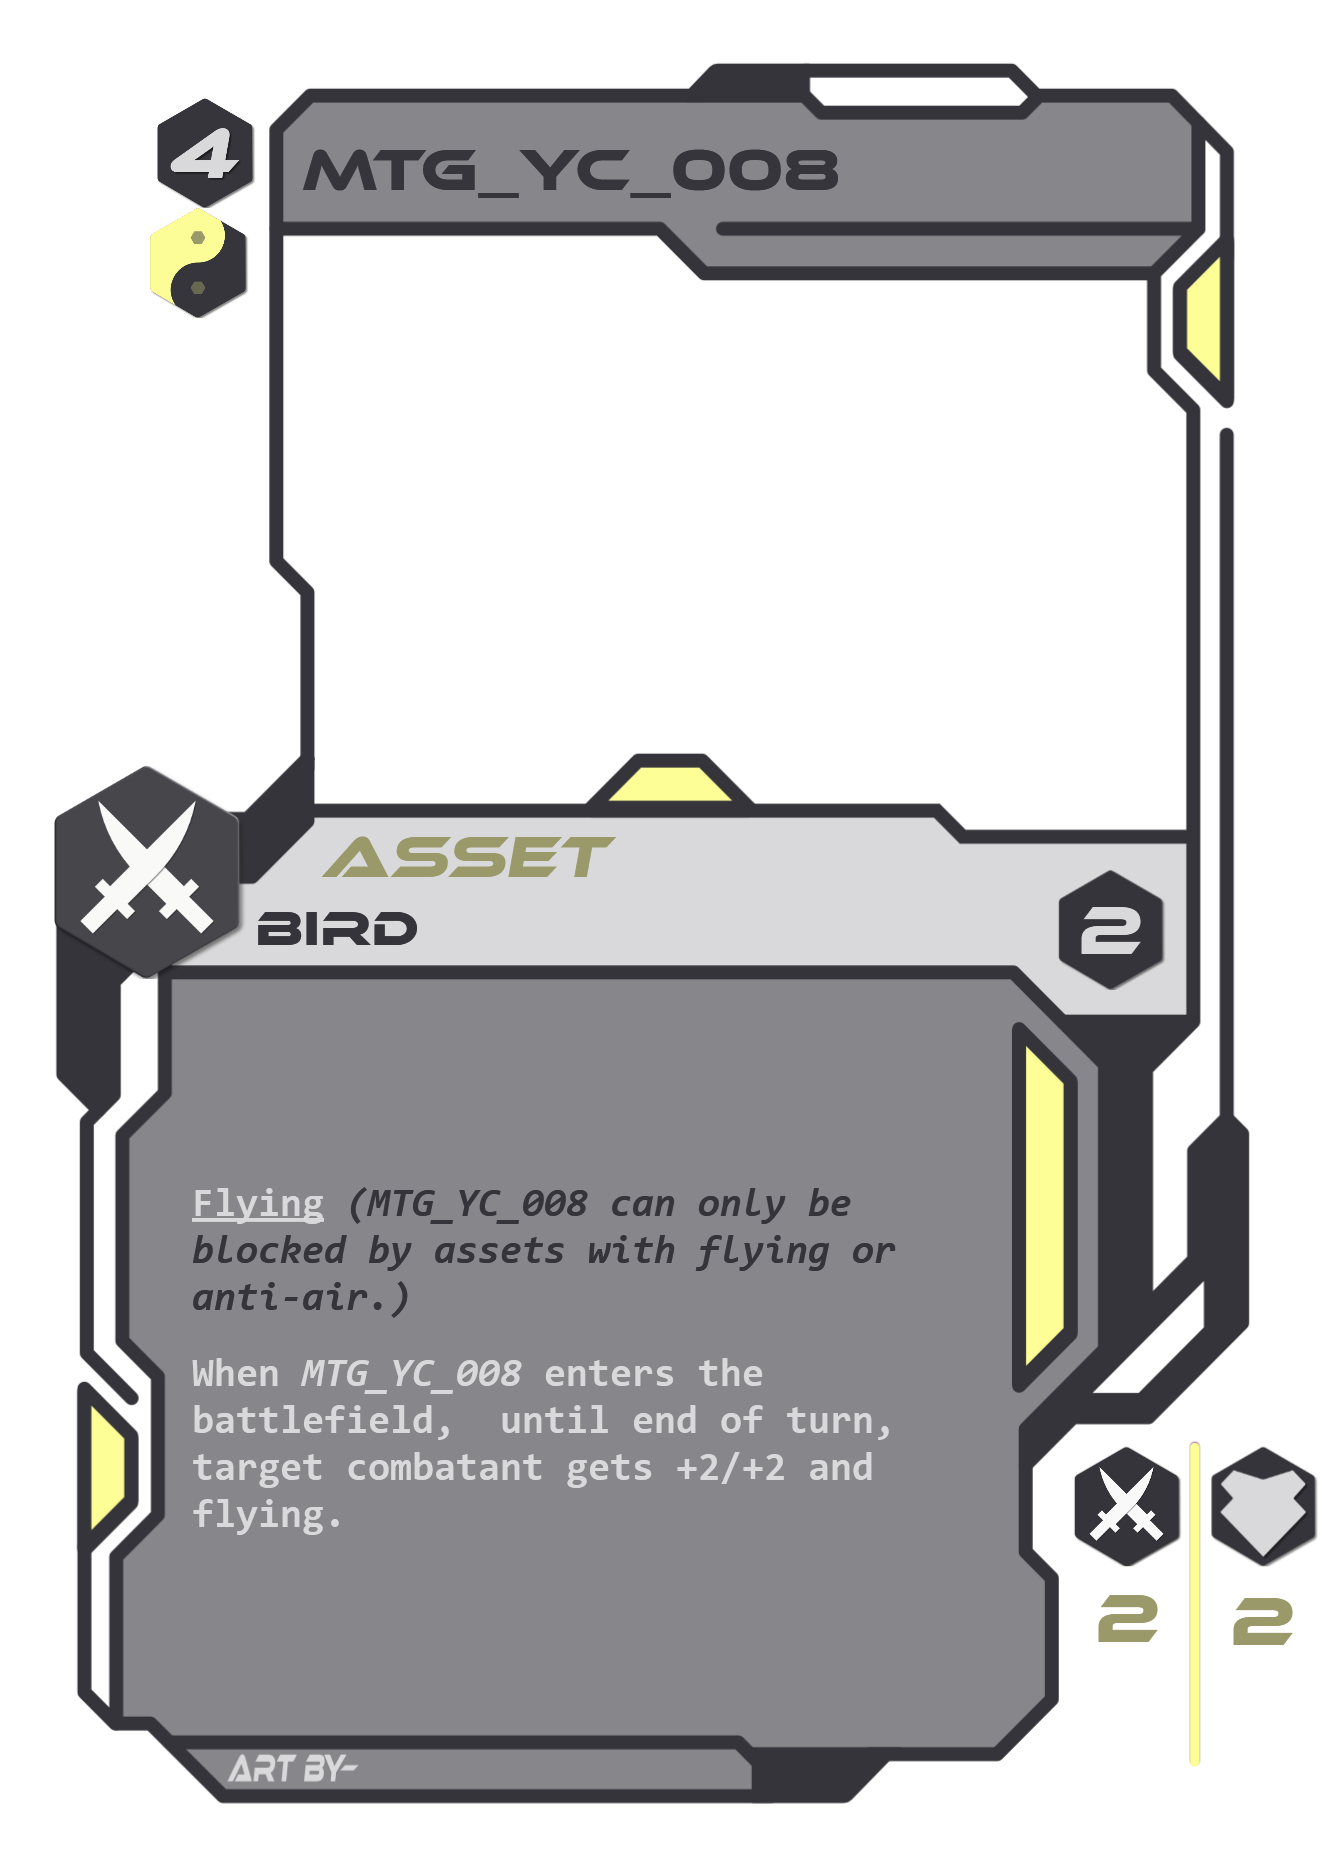 4
MTG_YC_008
ASSET
BIRD
2
Flying (MTG_YC_008 can only be
blocked by assets with flying or
anti-air.)
When MTG_YC_008 enters the
battlefield,  until end of turn,
target combatant gets +2/+2 and
flying.
2
2
ART BY-